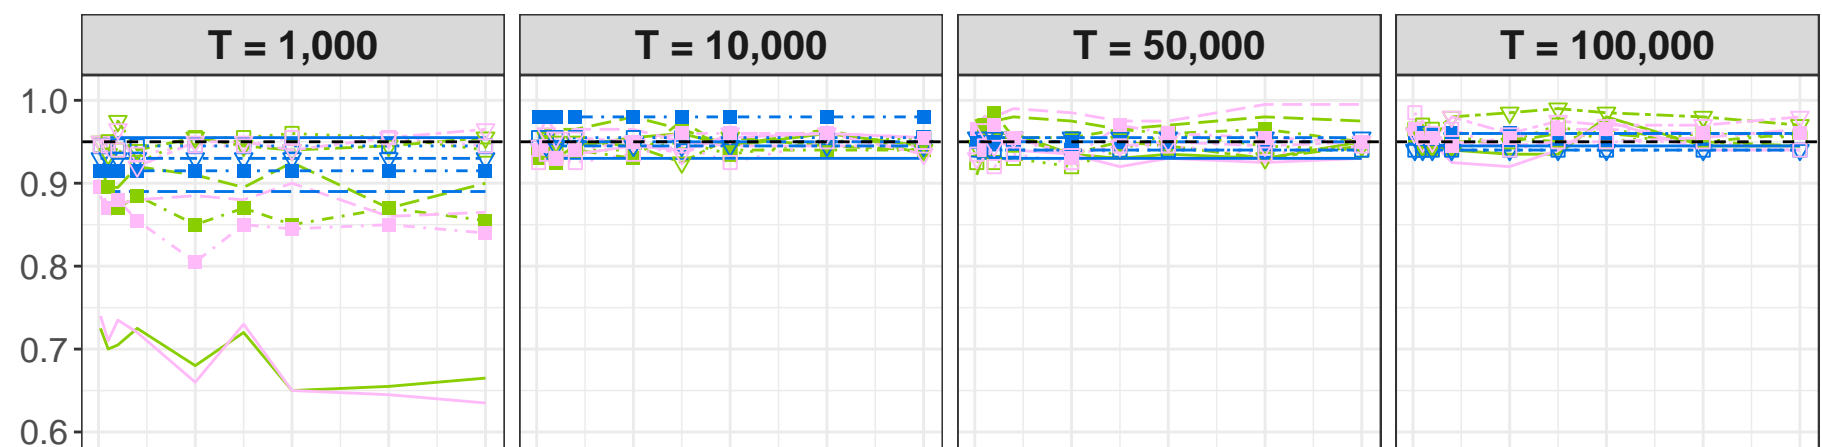 T = 1,000
T = 10,000
T = 50,000
T = 100,000
1.0
0.9
0.8
0.7
0.6